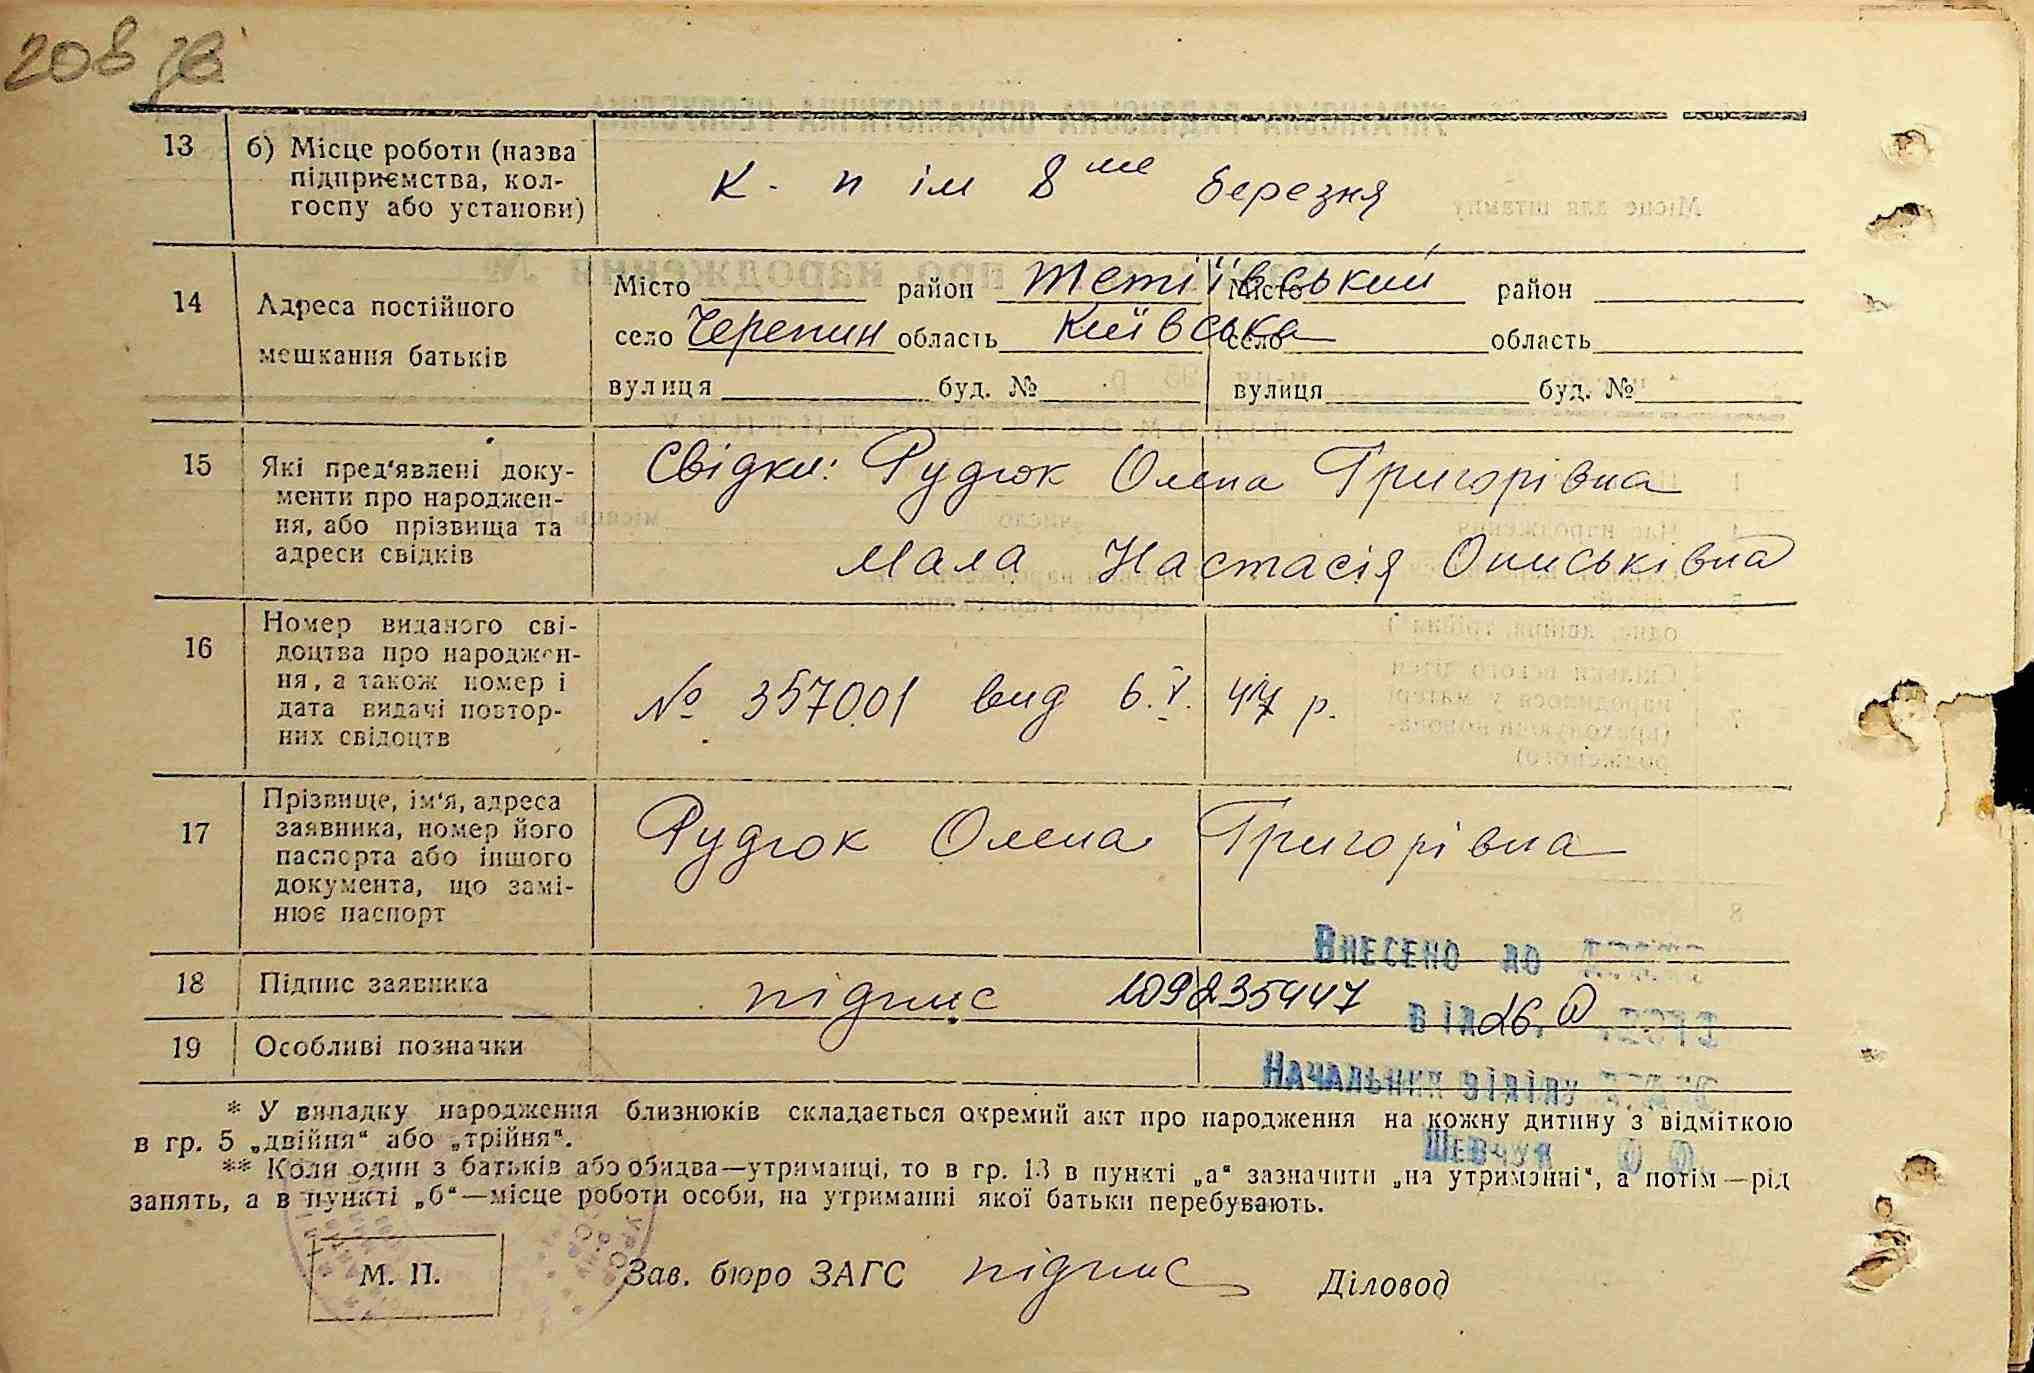 208 зв
13 б) Місце роботи (назва підприємства, колгоспу або установи) К-п ім 8 ме березня
14 Адреса постійного мешкання батьків
Місто район Тетіївський Місто район
село Черепин область Київська село область
вулиця буд. № вулиця буд. №
15 Які пред'явлені документи про народження, або прізвища та адреси свідків
Свідки: Рудюк Олена Григорівна
Мала Настасія Ониськівна
16 Номер виданого свідоцтва про народження, а також номер і дата видачі повторних свідоцтв
№ 357001 вид 6.V. 47 р.
17 Прізвище, ім'я, адреса заявника, номер його паспорта або іншого документа, що замінює паспорт
Рудюк Олена Григорівна
Внесено до
18 Підпис заявника підпис 109235447
Від 26.
19 Особливі позначки
Начальник відділу
* У випадку народження близнюків складається окремий акт про народження на кожну дитину з відміткою
в гр. 5 „двійня“ або „трійня“.
Шевчук О О
** Коли один з батьків або обидва—утриманці, то в гр. 13 в пункті „а“ зазначити „на утриманні“, а потім—рід
занять, а в пункті „б“—місце роботи особи, на утриманні якої батьки перебувають.
М. П. Зав. бюро ЗАГС підпис Діловод